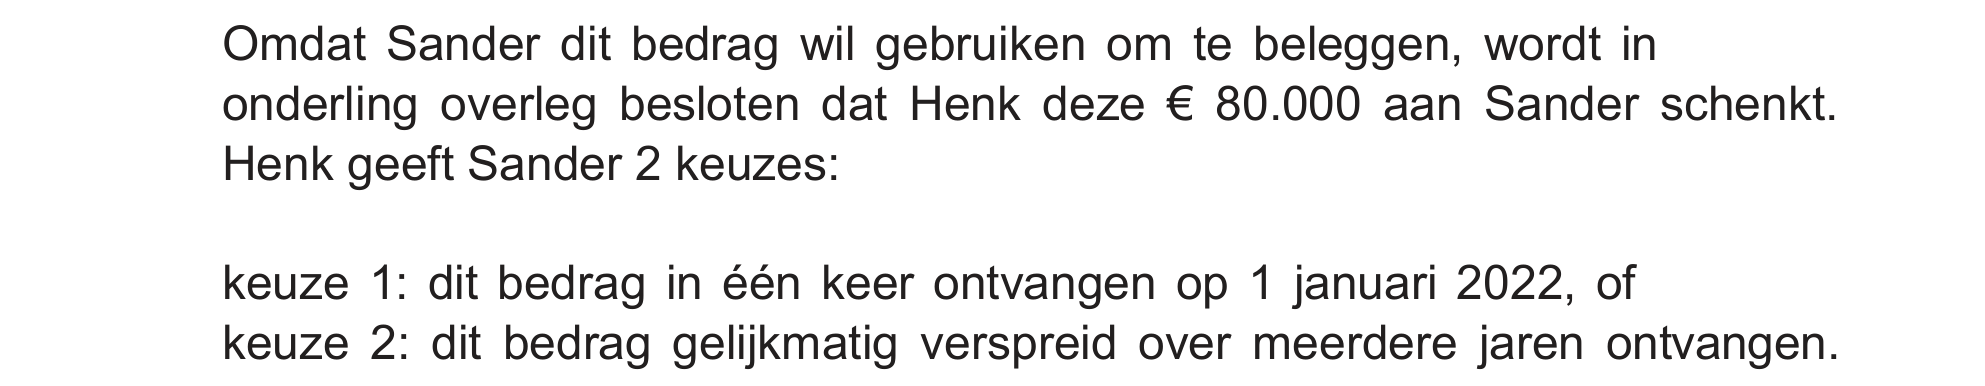 Omdat Sander dit bedrag wil gebruiken om te beleggen, wordt in
onderling overleg besloten dat Henk deze € 80.000 aan Sander schenkt.
Henk geeft Sander 2 keuzes:
keuze 1: dit bedrag in één keer ontvangen op 1 januari 2022, of
keuze 2: dit bedrag gelijkmatig verspreid over meerdere jaren ontvangen.